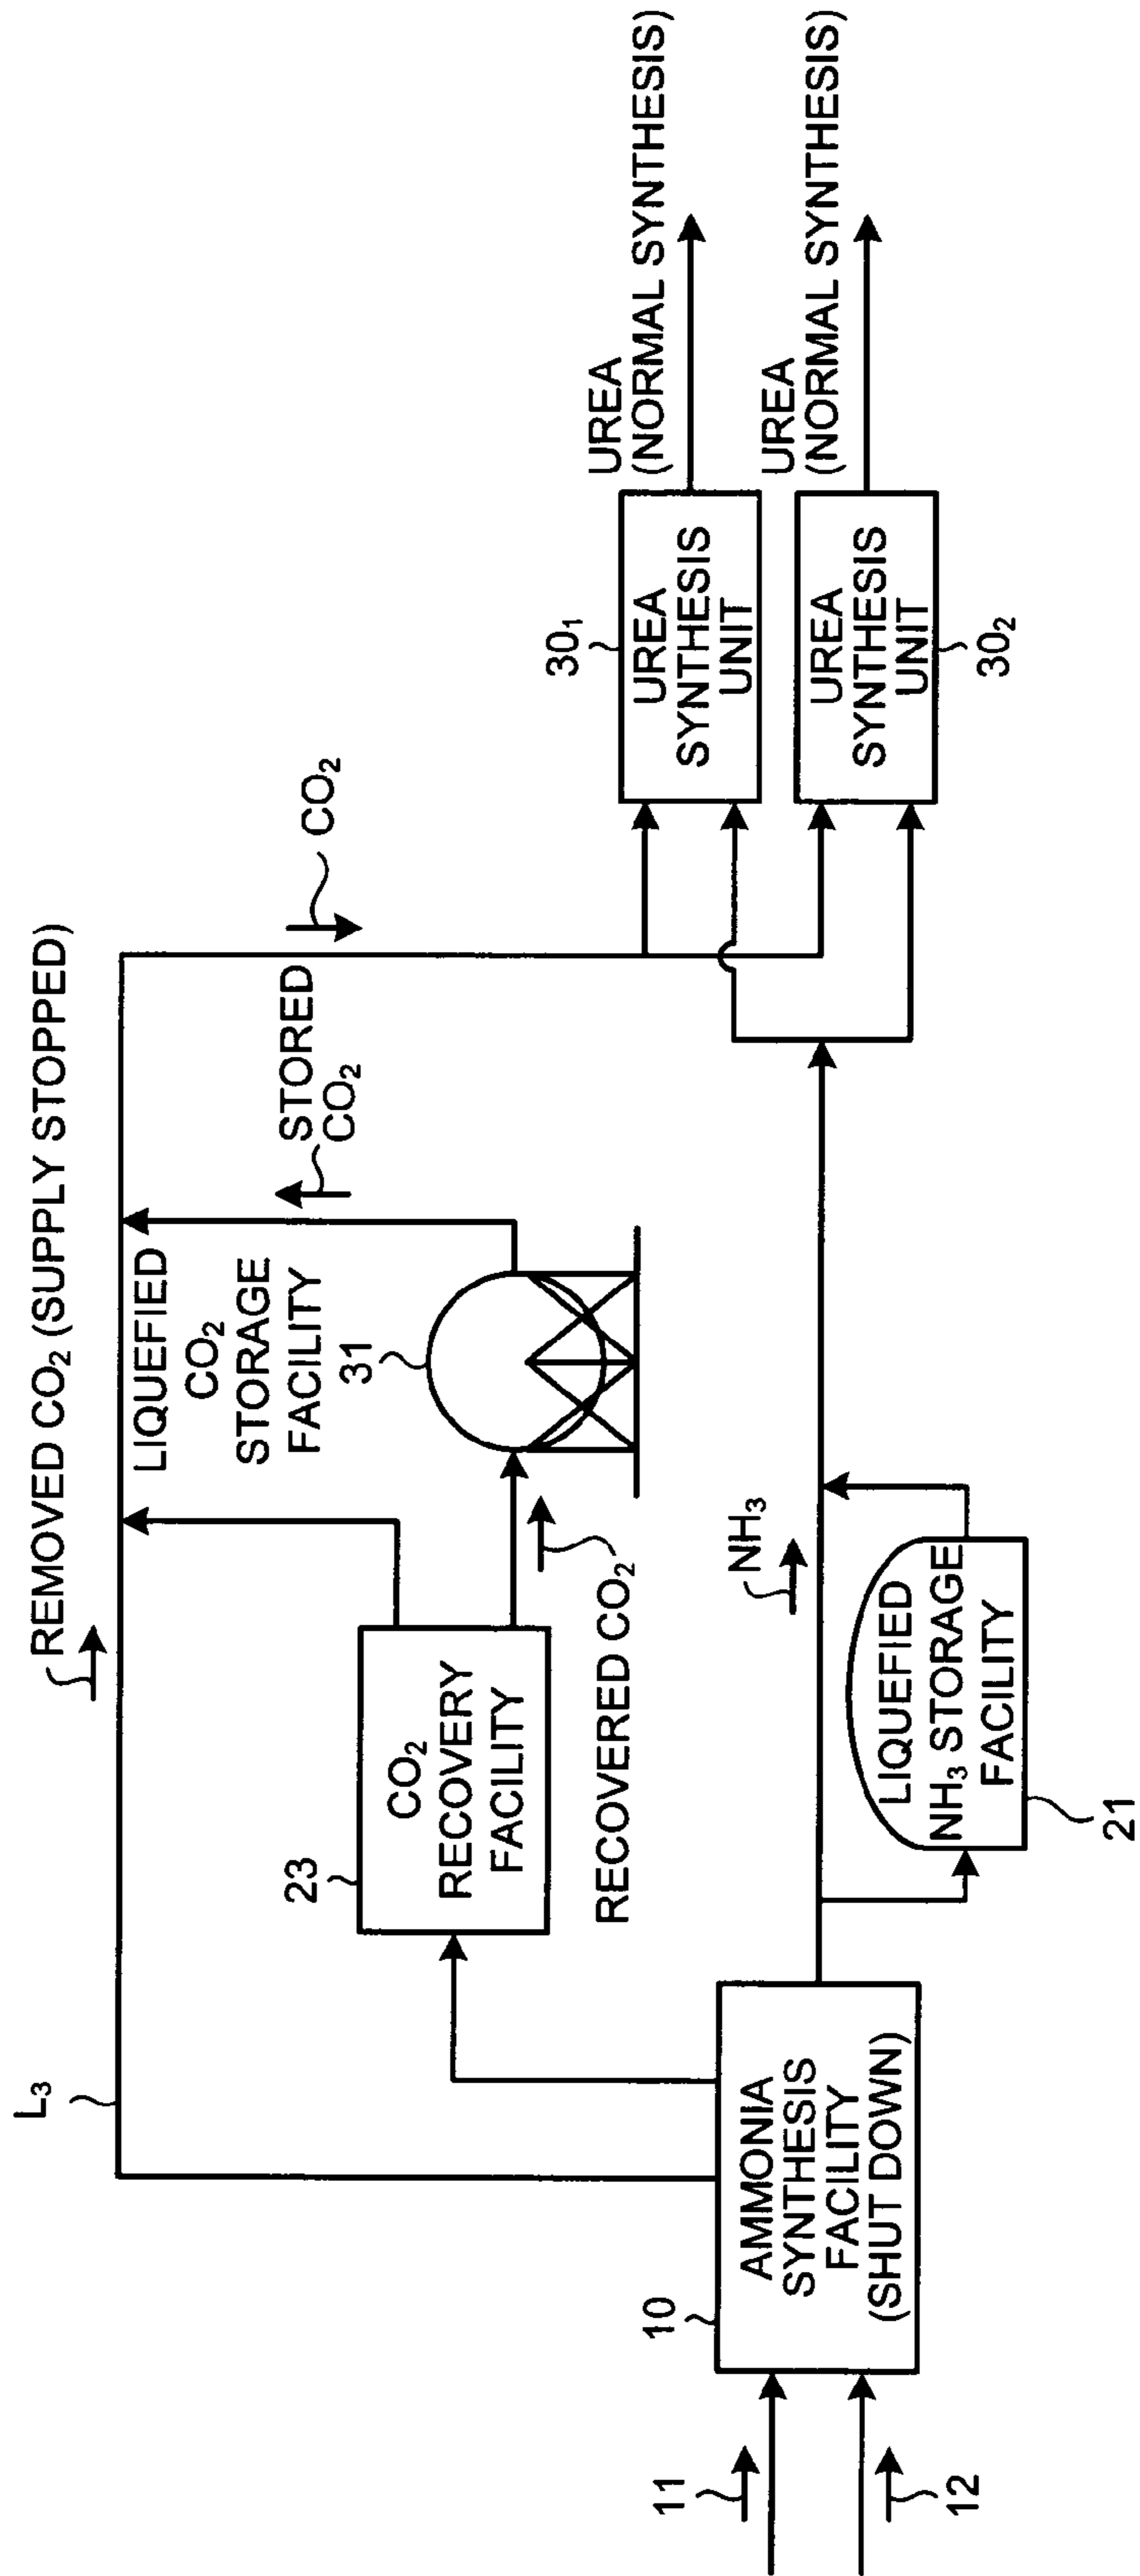 L₃
REMOVED CO₂ (SUPPLY STOPPED)
LIQUEFIED
CO₂
STORAGE
FACILITY
31
STORED
CO₂
CO₂
23
CO₂
RECOVERY
FACILITY
RECOVERED CO₂
30₁
UREA
SYNTHESIS
UNIT
UREA
(NORMAL SYNTHESIS)
10
AMMONIA
SYNTHESIS
FACILITY
(SHUT DOWN)
11
12
NH₃
LIQUEFIED
NH₃ STORAGE
FACILITY
21
UREA
SYNTHESIS
UNIT
30₂
UREA
(NORMAL SYNTHESIS)